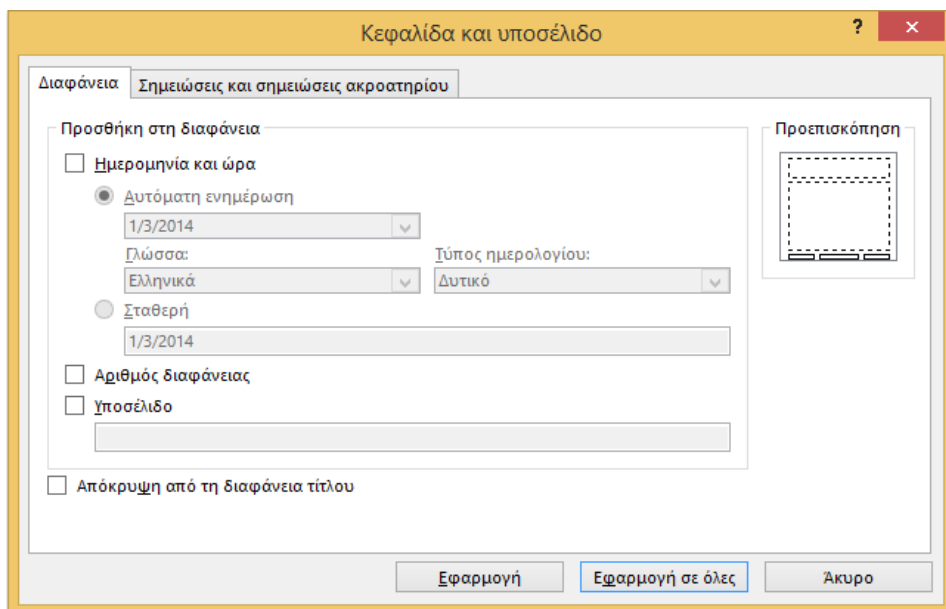 Κεφαλίδα και υποσέλιδο
?
Διαφάνεια
Σημειώσεις και σημειώσεις ακροατηρίου
Προσθήκη στη διαφάνεια
Ημερομηνία και ώρα
Αυτόματη ενημέρωση
1/3/2014
Γλώσσα:
Τύπος ημερολογίου:
Ελληνικά
Δυτικό
Σταθερή
1/3/2014
Αριθμός διαφάνειας
Υποσέλιδο
Απόκρυψη από τη διαφάνεια τίτλου
Προεπισκόπηση
Εφαρμογή
Εφαρμογή σε όλες
Άκυρο